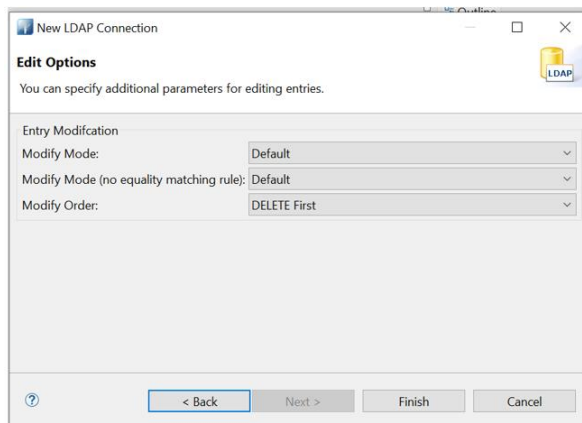 Outline
New LDAP Connection
Edit Options
You can specify additional parameters for editing entries.
LDAP
Entry Modifcation
Modify Mode: Default
Modify Mode (no equality matching rule): Default
Modify Order: DELETE First
?
< Back Next > Finish Cancel